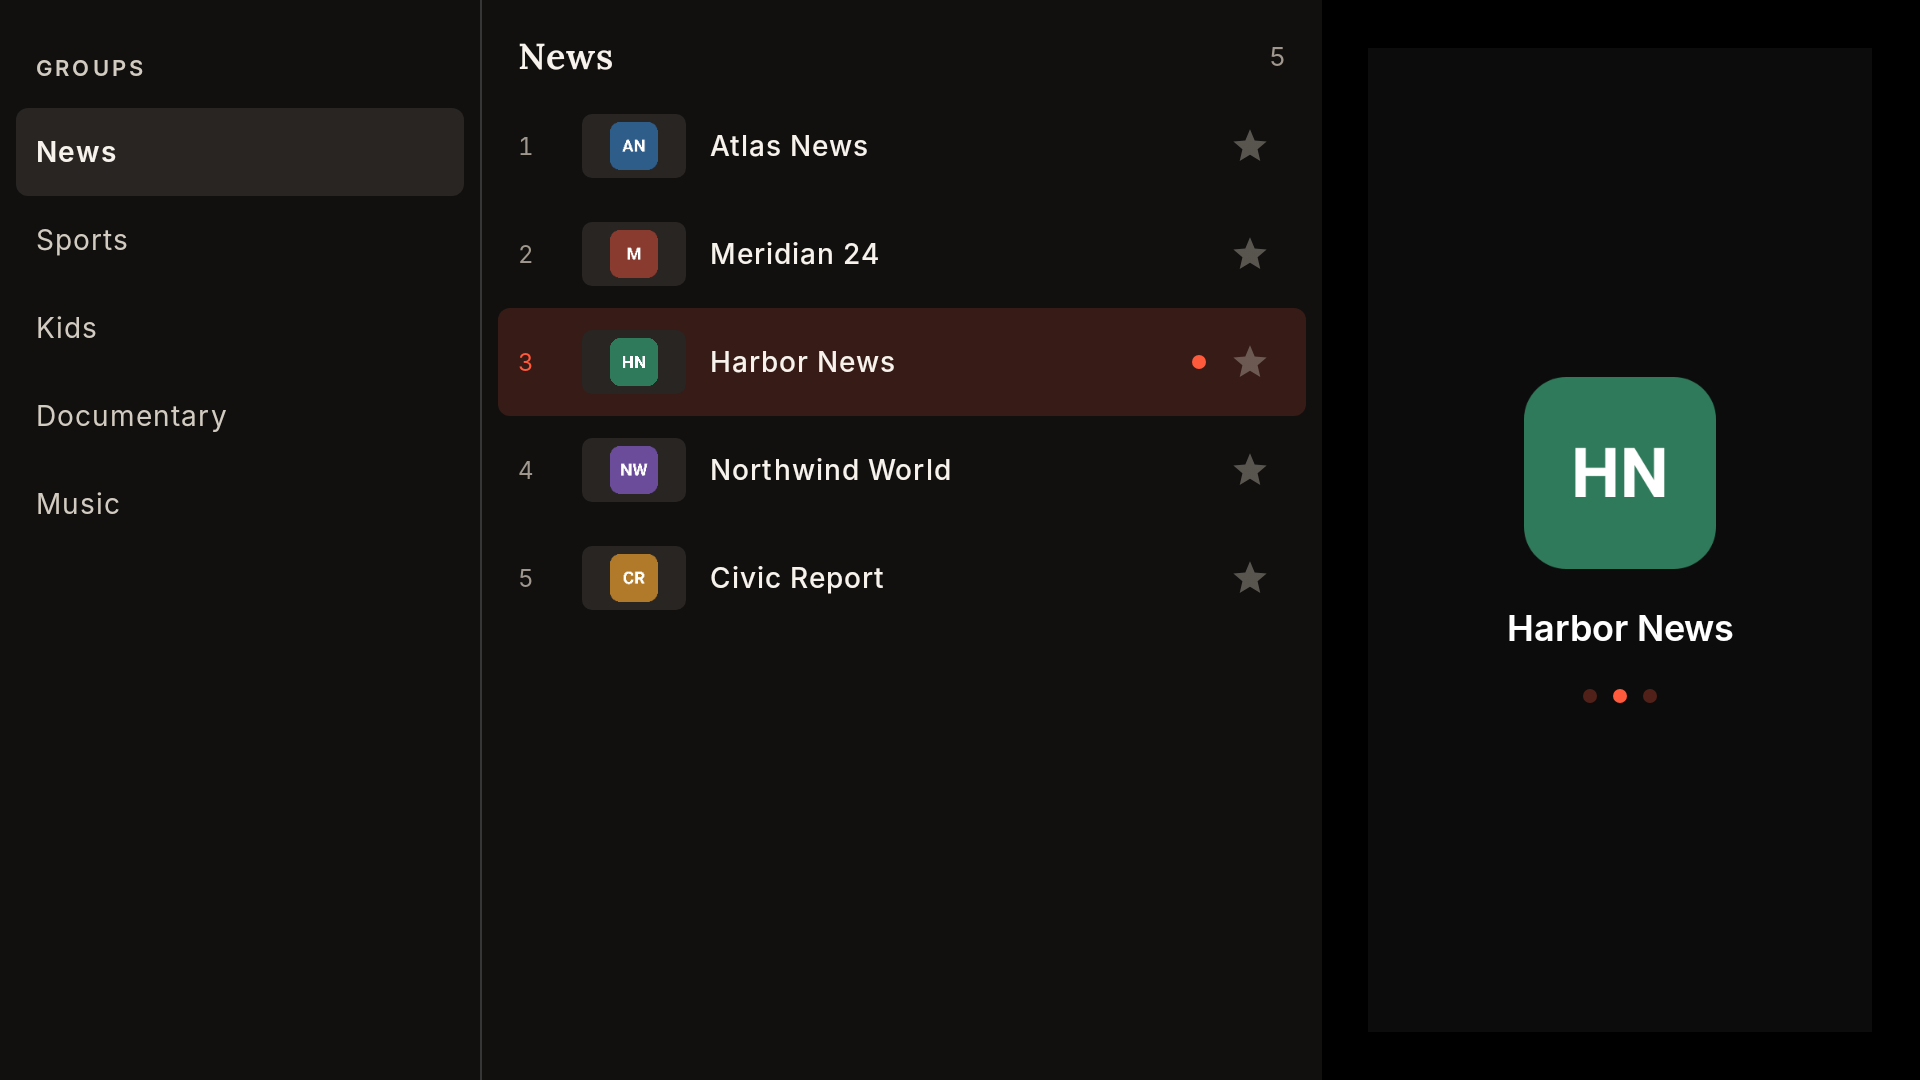 GROUPS
News
Sports
Kids
Documentary
Music
News
5
1
AN
Atlas News
2
M
Meridian 24
3
HN
Harbor News
4
NW
Northwind World
5
CR
Civic Report
HN
Harbor News